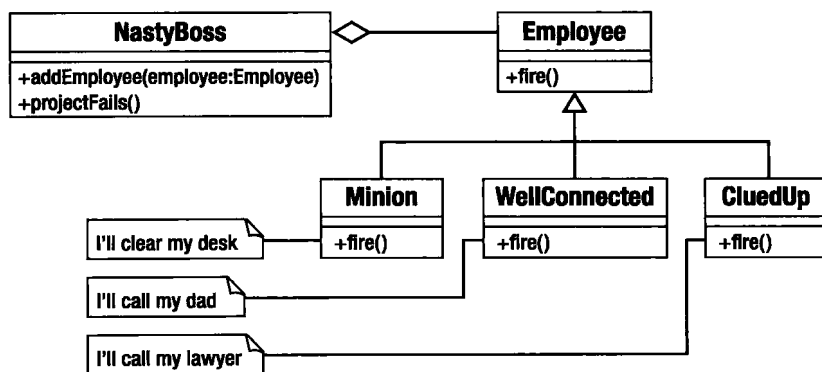 NastyBoss
+addEmployee(employee:Employee)
+projectFails()
Employee
+fire()
Minion
+fire()
WellConnected
+fire()
CluedUp
+fire()
I'll clear my desk
I'll call my dad
I'll call my lawyer